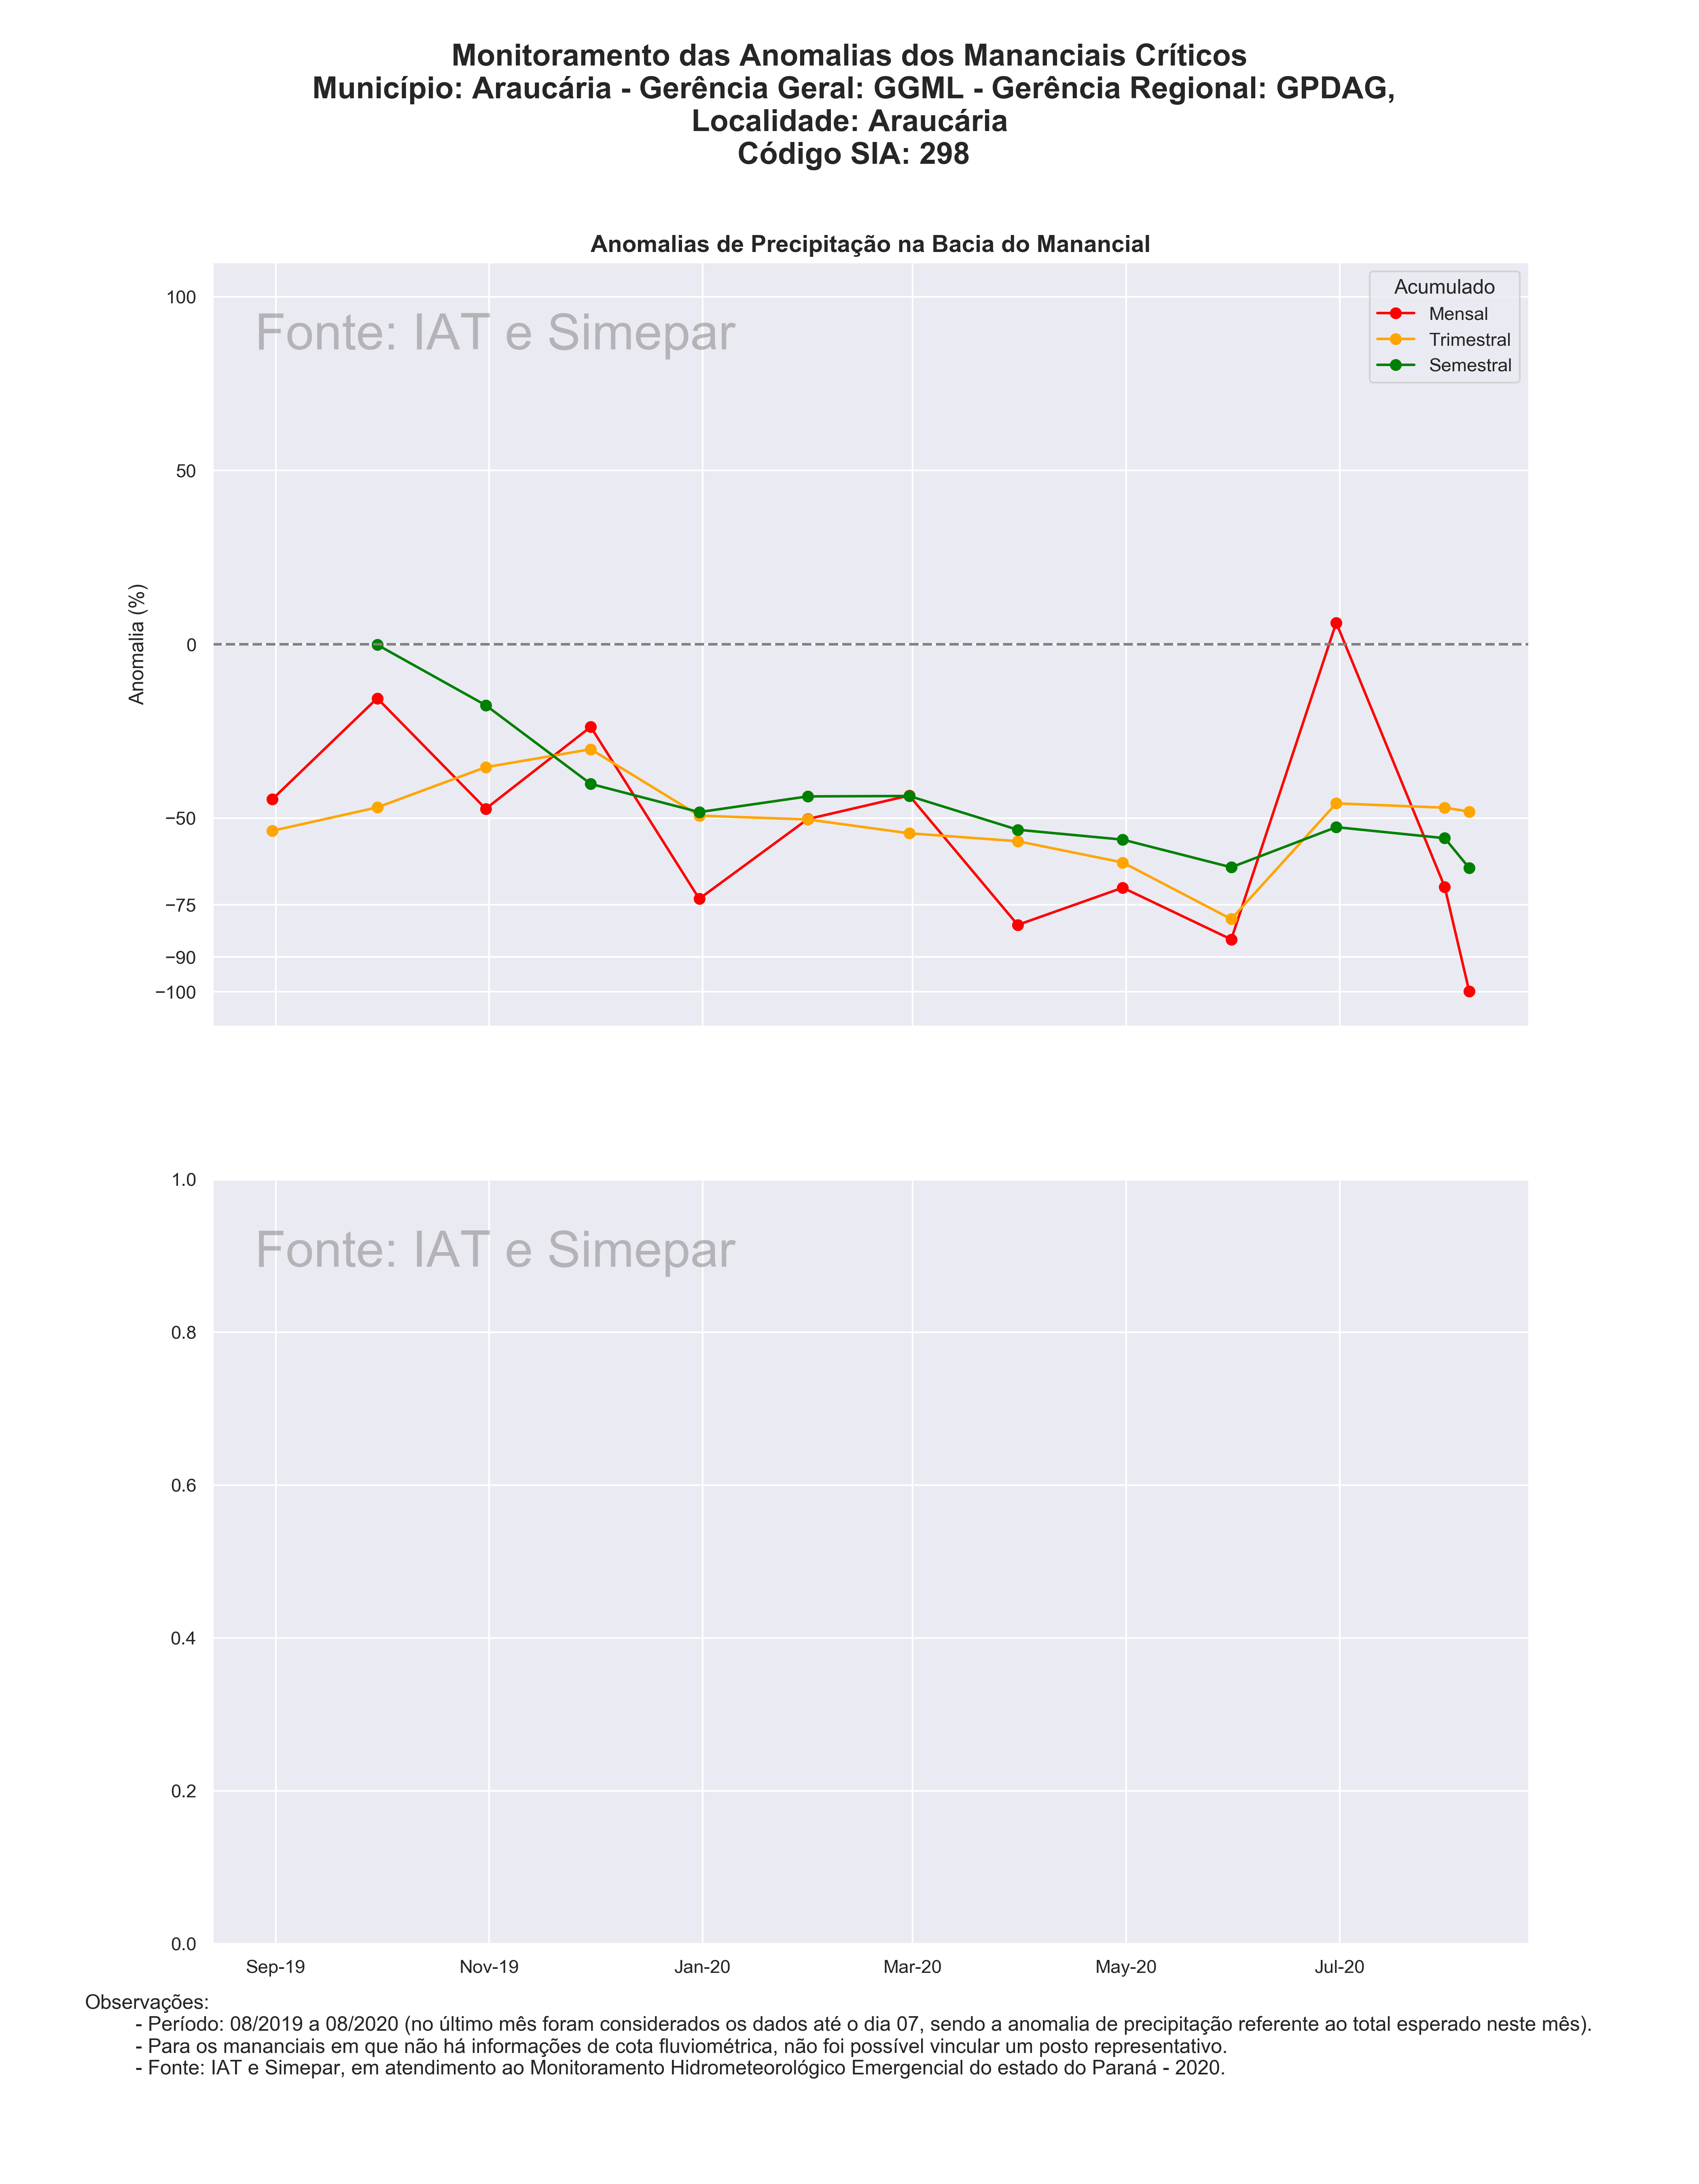 Monitoramento das Anomalias dos Mananciais Críticos
Município: Araucária - Gerência Geral: GGML - Gerência Regional: GPDAG,
Localidade: Araucária
Código SIA: 298
Anomalias de Precipitação na Bacia do Manancial
Fonte: IAT e Simepar
Acumulado
Mensal
Trimestral
Semestral
Anomalia (%)
100
50
0
−50
−75
−90
−100
Fonte: IAT e Simepar
1.0
0.8
0.6
0.4
0.2
0.0
Sep-19 Nov-19 Jan-20 Mar-20 May-20 Jul-20
Observações:
- Período: 08/2019 a 08/2020 (no último mês foram considerados os dados até o dia 07, sendo a anomalia de precipitação referente ao total esperado neste mês).
- Para os mananciais em que não há informações de cota fluviométrica, não foi possível vincular um posto representativo.
- Fonte: IAT e Simepar, em atendimento ao Monitoramento Hidrometeorológico Emergencial do estado do Paraná - 2020.